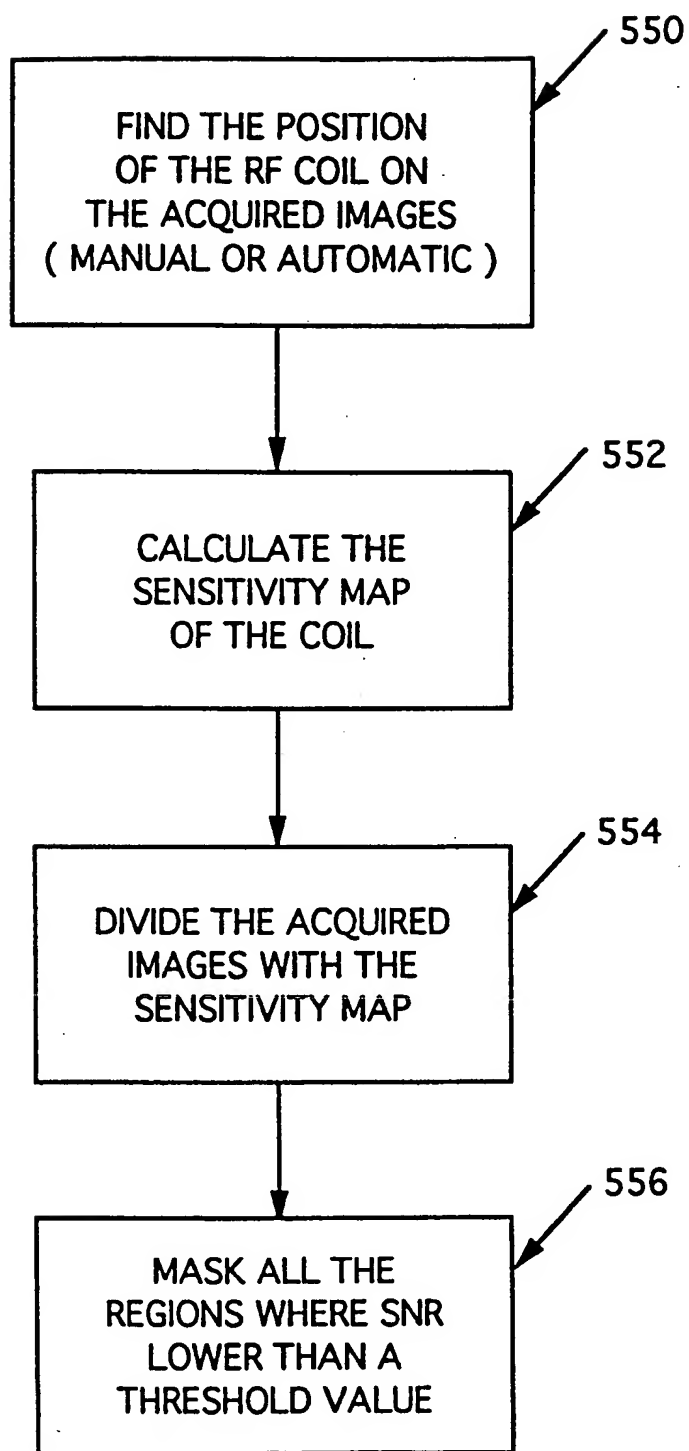 550
FIND THE POSITION
OF THE RF COIL ON
THE ACQUIRED IMAGES
( MANUAL OR AUTOMATIC )
552
CALCULATE THE
SENSITIVITY MAP
OF THE COIL
554
DIVIDE THE ACQUIRED
IMAGES WITH THE
SENSITIVITY MAP
556
MASK ALL THE
REGIONS WHERE SNR
LOWER THAN A
THRESHOLD VALUE